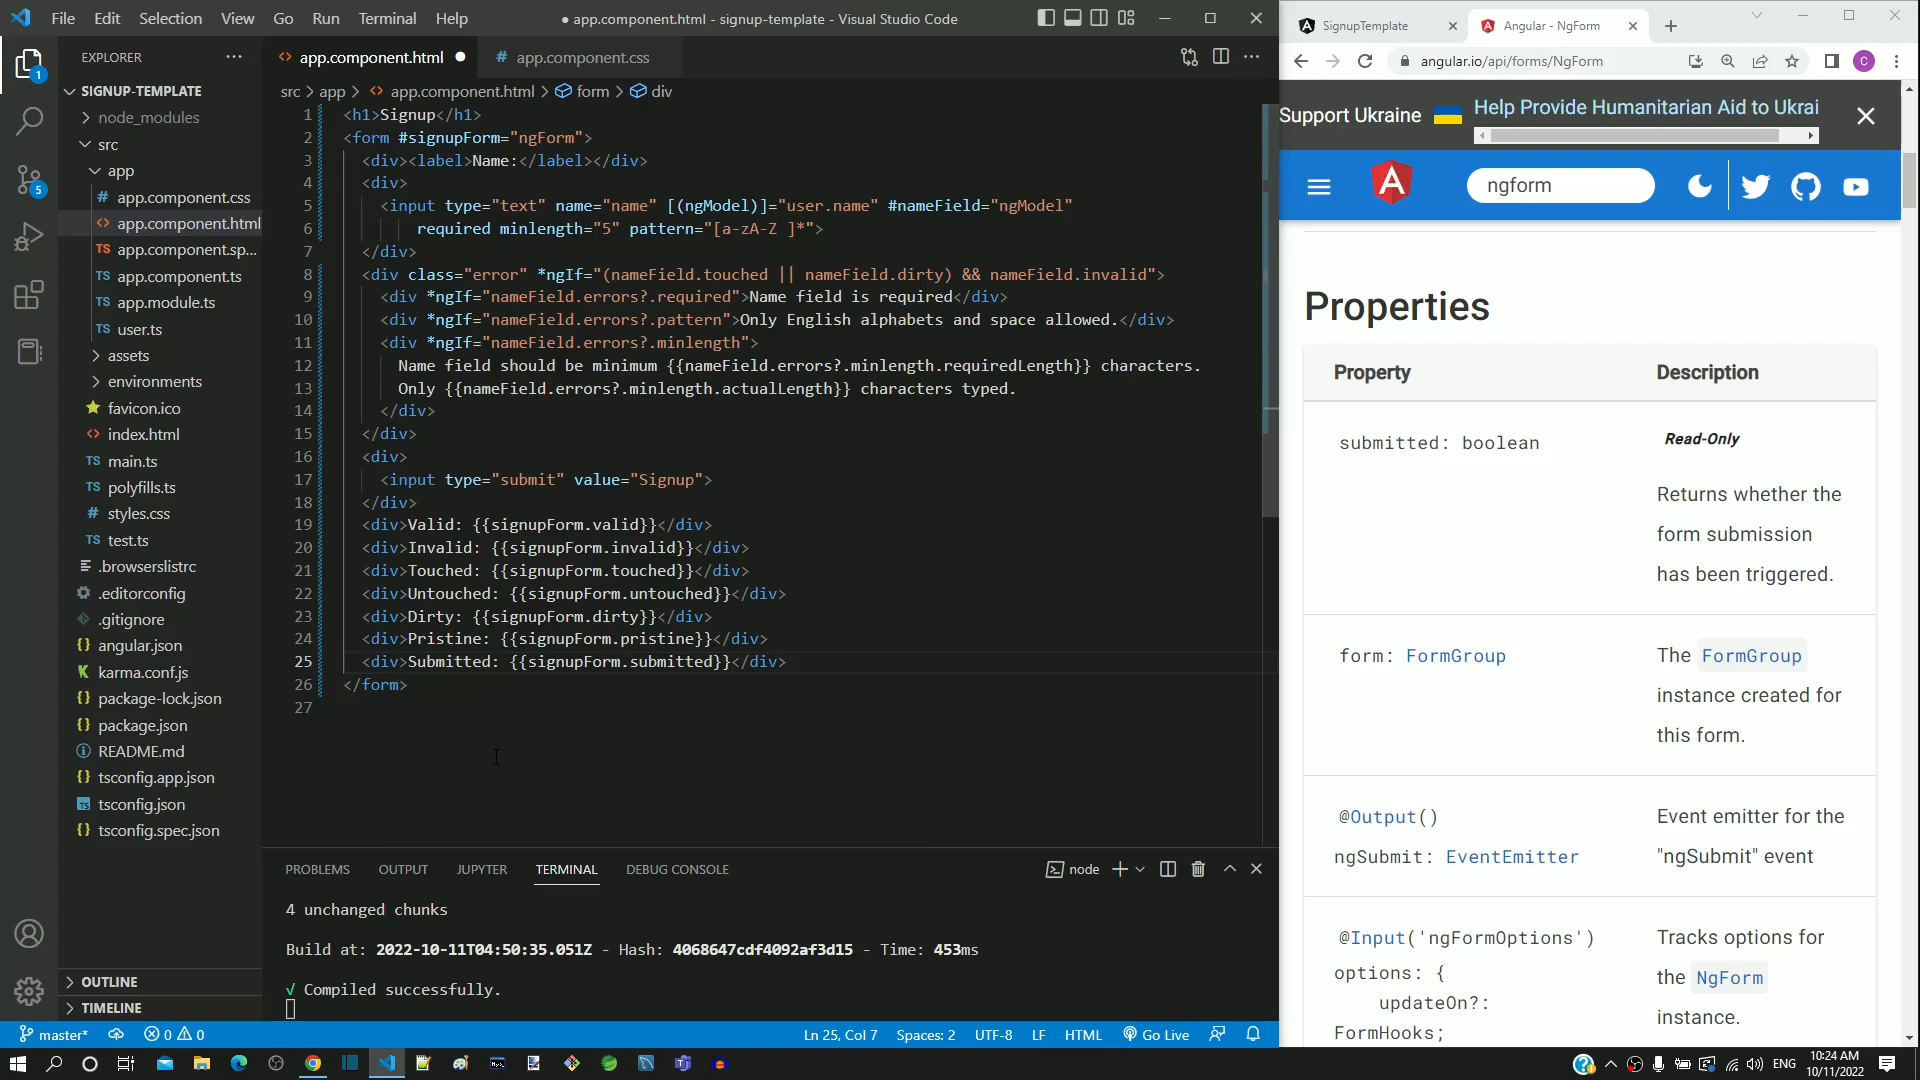 File Edit Selection View Go Run Terminal Help
● app.component.html - signup-template - Visual Studio Code
EXPLORER
SIGNUP-TEMPLATE
node_modules
src
app
app.component.css
app.component.html
app.component.sp...
app.component.ts
app.module.ts
user.ts
assets
environments
favicon.ico
index.html
main.ts
polyfills.ts
styles.css
test.ts
.browserslistrc
.editorconfig
.gitignore
angular.json
karma.conf.js
package-lock.json
package.json
README.md
tsconfig.app.json
tsconfig.json
tsconfig.spec.json
OUTLINE
TIMELINE
app.component.html ●
app.component.css
src > app > app.component.html > form > div
1 <h1>Signup</h1>
2 <form #signupForm="ngForm">
3 <div><label>Name:</label></div>
4 <div>
5 <input type="text" name="name" [(ngModel)]="user.name" #nameField="ngModel"
6 required minlength="5" pattern="[a-zA-Z ]*">
7 </div>
8 <div class="error" *ngIf="(nameField.touched || nameField.dirty) && nameField.invalid">
9 <div *ngIf="nameField.errors?.required">Name field is required</div>
10 <div *ngIf="nameField.errors?.pattern">Only English alphabets and space allowed.</div>
11 <div *ngIf="nameField.errors?.minlength">
12 Name field should be minimum {{nameField.errors?.minlength.requiredLength}} characters.
13 Only {{nameField.errors?.minlength.actualLength}} characters typed.
14 </div>
15 </div>
16 <div>
17 <input type="submit" value="Signup">
18 </div>
19 <div>Valid: {{signupForm.valid}}</div>
20 <div>Invalid: {{signupForm.invalid}}</div>
21 <div>Touched: {{signupForm.touched}}</div>
22 <div>Untouched: {{signupForm.untouched}}</div>
23 <div>Dirty: {{signupForm.dirty}}</div>
24 <div>Pristine: {{signupForm.pristine}}</div>
25 <div>Submitted: {{signupForm.submitted}}</div>
26 </form>
27
PROBLEMS OUTPUT JUPYTER TERMINAL DEBUG CONSOLE
node
4 unchanged chunks
Build at: 2022-10-11T04:50:35.051Z - Hash: 4068647cdf4092af3d15 - Time: 453ms
√ Compiled successfully.
master* 0 0
Ln 25, Col 7 Spaces: 2 UTF-8 LF HTML Go Live
SignupTemplate
Angular - NgForm
angular.io/api/forms/NgForm
C
Support Ukraine
Help Provide Humanitarian Aid to Ukrai
ngform
Properties
Property Description
submitted: boolean
Read-Only
Returns whether the
form submission
has been triggered.
form: FormGroup
The FormGroup
instance created for
this form.
@Output()
ngSubmit: EventEmitter
Event emitter for the
"ngSubmit" event
@Input('ngFormOptions')
options: {
updateOn?:
FormHooks;
Tracks options for
the NgForm
instance.
ENG
10:24 AM
10/11/2022
1
5